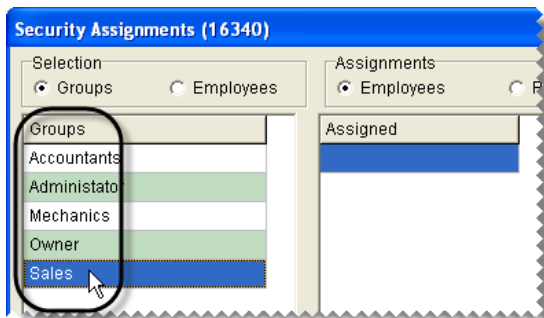 Security Assignments (16340)
Selection
Assignments
Groups
Employees
Employees
Groups
Assigned
Accountants
Administator
Mechanics
Owner
Sales